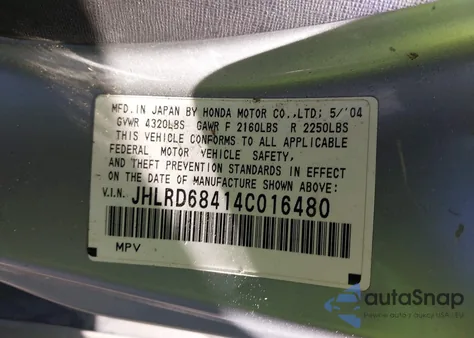 MFD. IN JAPAN BY HONDA MOTOR CO., LTD; 5/'04
GVWR 4320LBS GAWR F 2160LBS R 2250LBS
THIS VEHICLE CONFORMS TO ALL APPLICABLE
FEDERAL MOTOR VEHICLE SAFETY,
AND THEFT PREVENTION STANDARDS IN EFFECT
ON THE DATE OF MANUFACTURE SHOWN ABOVE:
V.I.N. JHLRD68414C016480
MPV
autoSnap